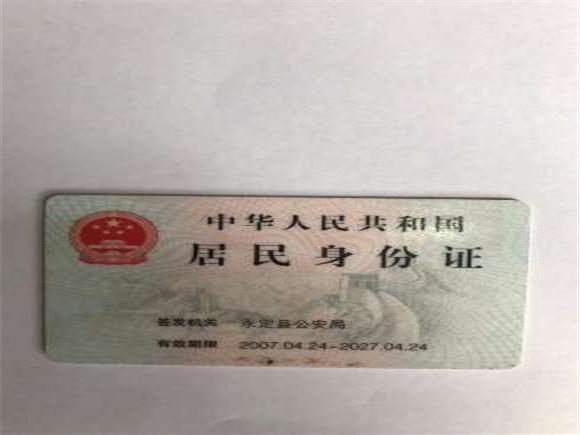 中华人民共和国
居民身份证
签发机关 永定县公安局
有效期限 2007.04.24-2027.04.24